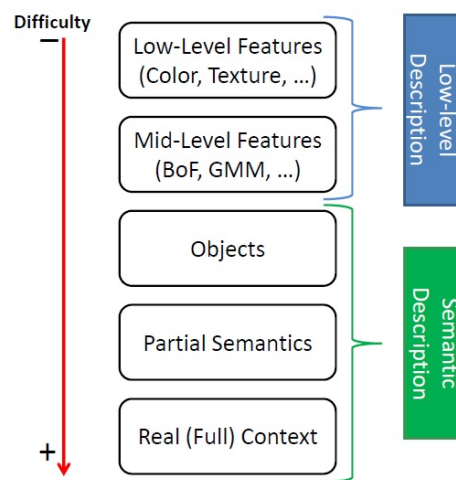 Difficulty
−
Low-Level Features
(Color, Texture, ...)
Mid-Level Features
(BoF, GMM, ...)
Low-level
Description
Objects
Partial Semantics
Real (Full) Context
Semantic
Description
+